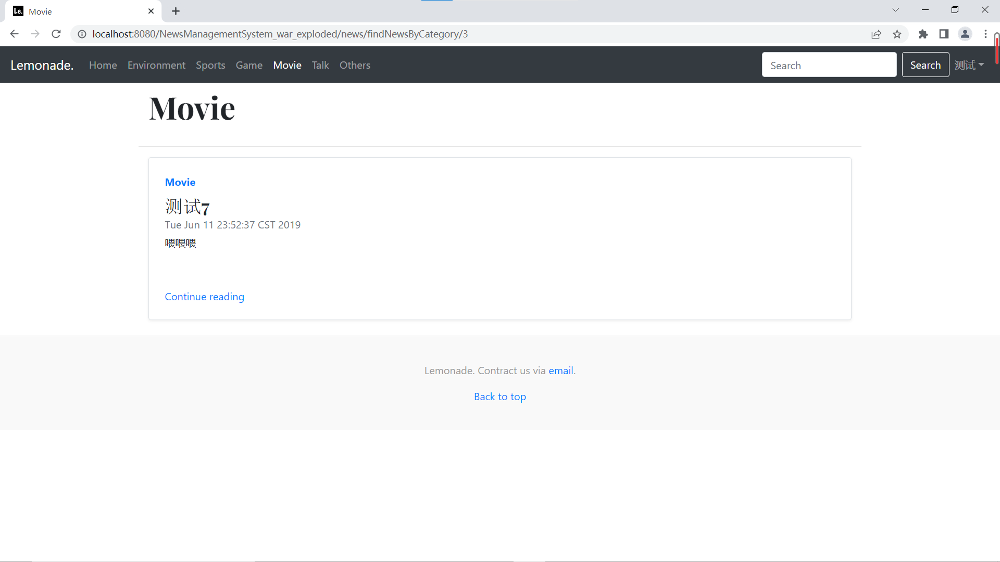 Le. Movie
localhost:8080/NewsManagementSystem_war_exploded/news/findNewsByCategory/3
Lemonade. Home Environment Sports Game Movie Talk Others Search Search 测试
Movie
Movie
测试7
Tue Jun 11 23:52:37 CST 2019
喂喂喂
Continue reading
Lemonade. Contract us via email.
Back to top